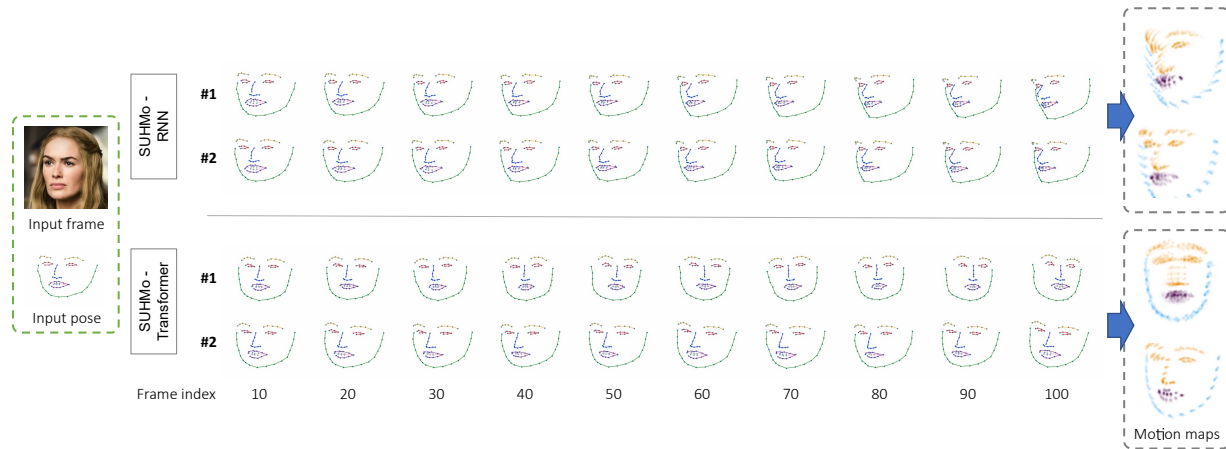 SUHMo -
RNN
#1
#2
Input frame
Input pose
SUHMo -
Transformer
#1
#2
Frame index 10 20 30 40 50 60 70 80 90 100
Motion maps